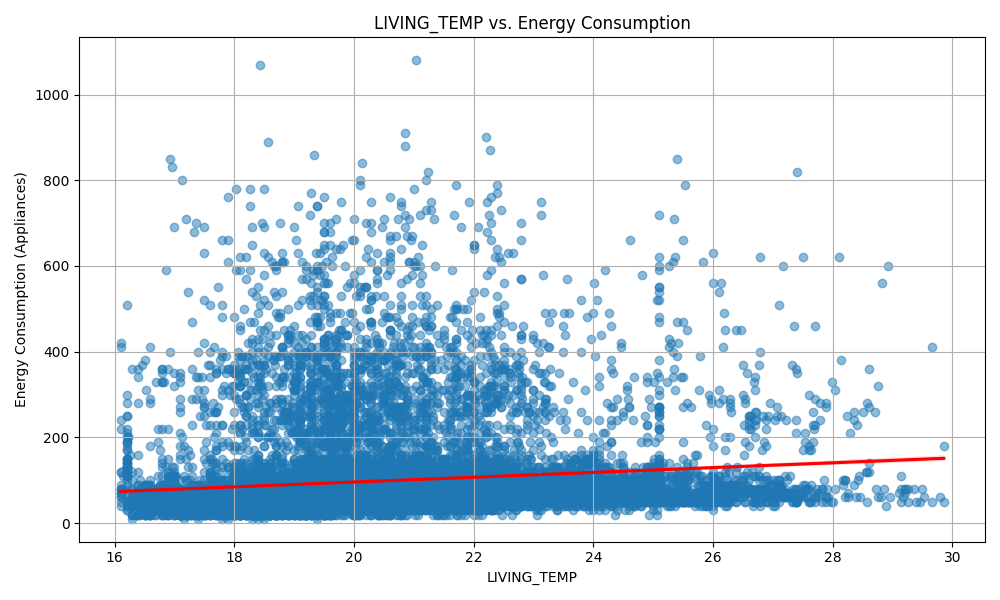 LIVING_TEMP vs. Energy Consumption
Energy Consumption (Appliances)
1000
800
600
400
200
0
16 18 20 22 24 26 28 30
LIVING_TEMP